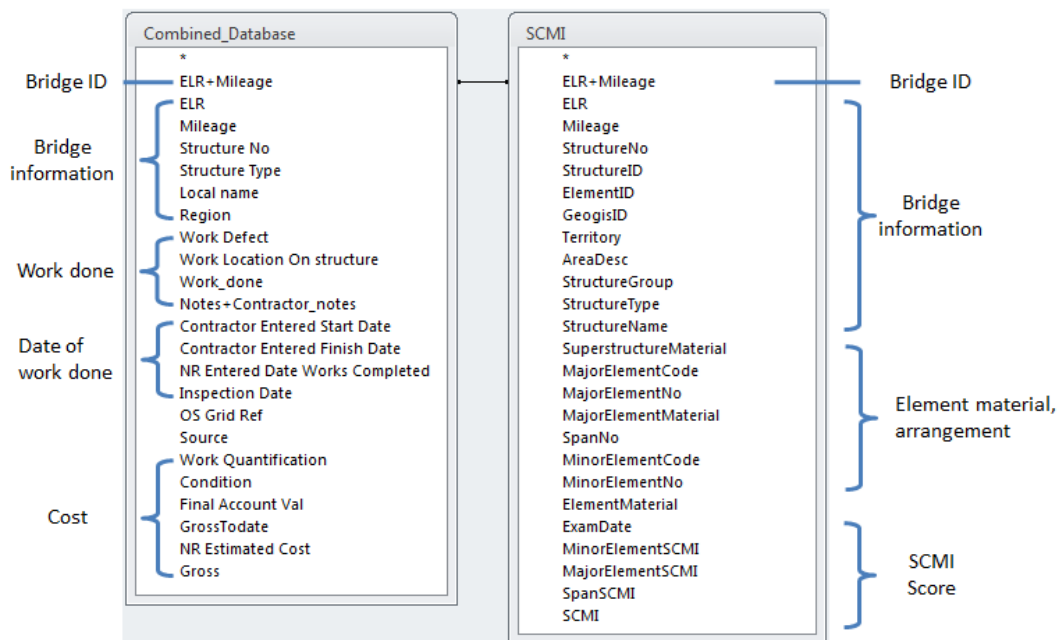 Combined_Database
*
ELR+Mileage
ELR
Mileage
Structure No
Structure Type
Local name
Region
Work Defect
Work Location On structure
Work_done
Notes+Contractor_notes
Contractor Entered Start Date
Contractor Entered Finish Date
NR Entered Date Works Completed
Inspection Date
OS Grid Ref
Source
Work Quantification
Condition
Final Account Val
GrossTodate
NR Estimated Cost
Gross
Bridge ID
Bridge
information
Work done
Date of
work done
Cost
SCMI
*
ELR+Mileage
ELR
Mileage
StructureNo
StructureID
ElementID
GeogisID
Territory
AreaDesc
StructureGroup
StructureType
StructureName
SuperstructureMaterial
MajorElementCode
MajorElementNo
MajorElementMaterial
SpanNo
MinorElementCode
MinorElementNo
ElementMaterial
ExamDate
MinorElementSCMI
MajorElementSCMI
SpanSCMI
SCMI
Bridge ID
Bridge
information
Element material,
arrangement
SCMI
Score